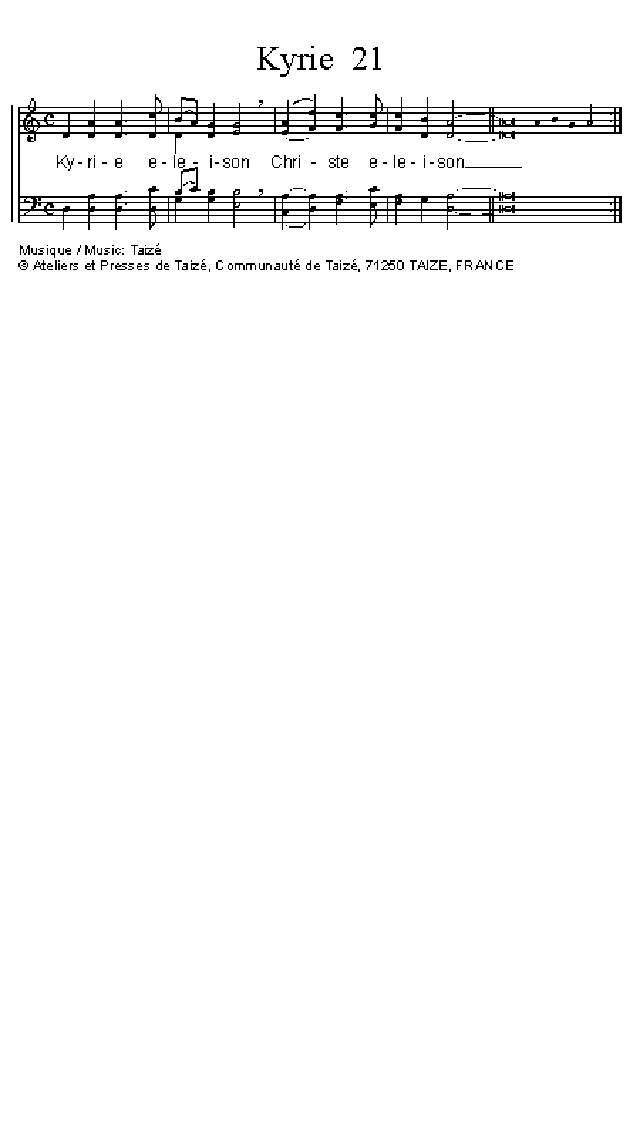 Kyrie 21
Ky - ri - e e - le - i - son Chri - ste e - le - i - son
Musique / Music: Taizé
® Ateliers et Presses de Taizé, Communauté de Taizé, 71250 TAIZE, FRANCE